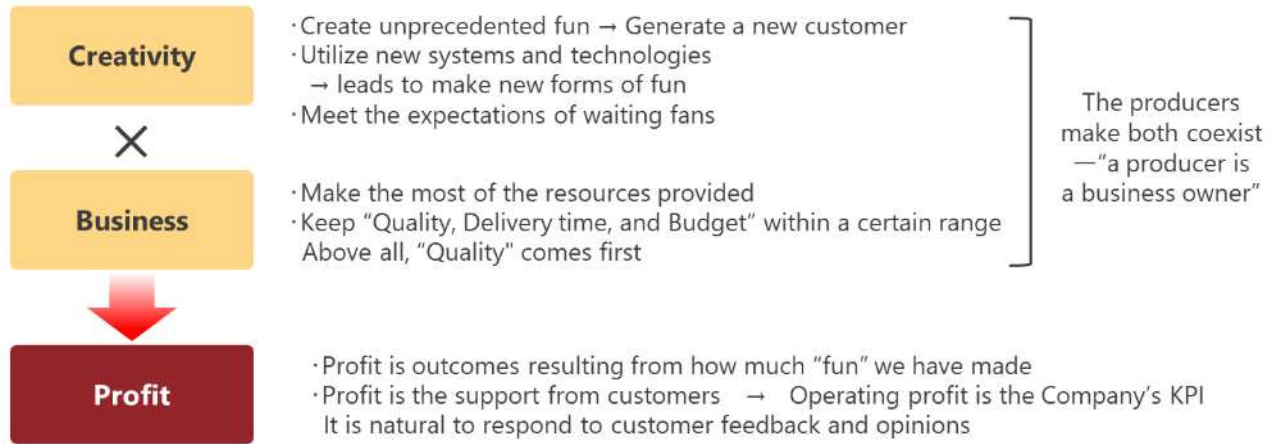 Creativity
·Create unprecedented fun → Generate a new customer
·Utilize new systems and technologies
→ leads to make new forms of fun
·Meet the expectations of waiting fans
×
Business
·Make the most of the resources provided
·Keep “Quality, Delivery time, and Budget” within a certain range
Above all, “Quality" comes first
The producers
make both coexist
—“a producer is
a business owner”
Profit
·Profit is outcomes resulting from how much “fun” we have made
·Profit is the support from customers → Operating profit is the Company’s KPI
It is natural to respond to customer feedback and opinions